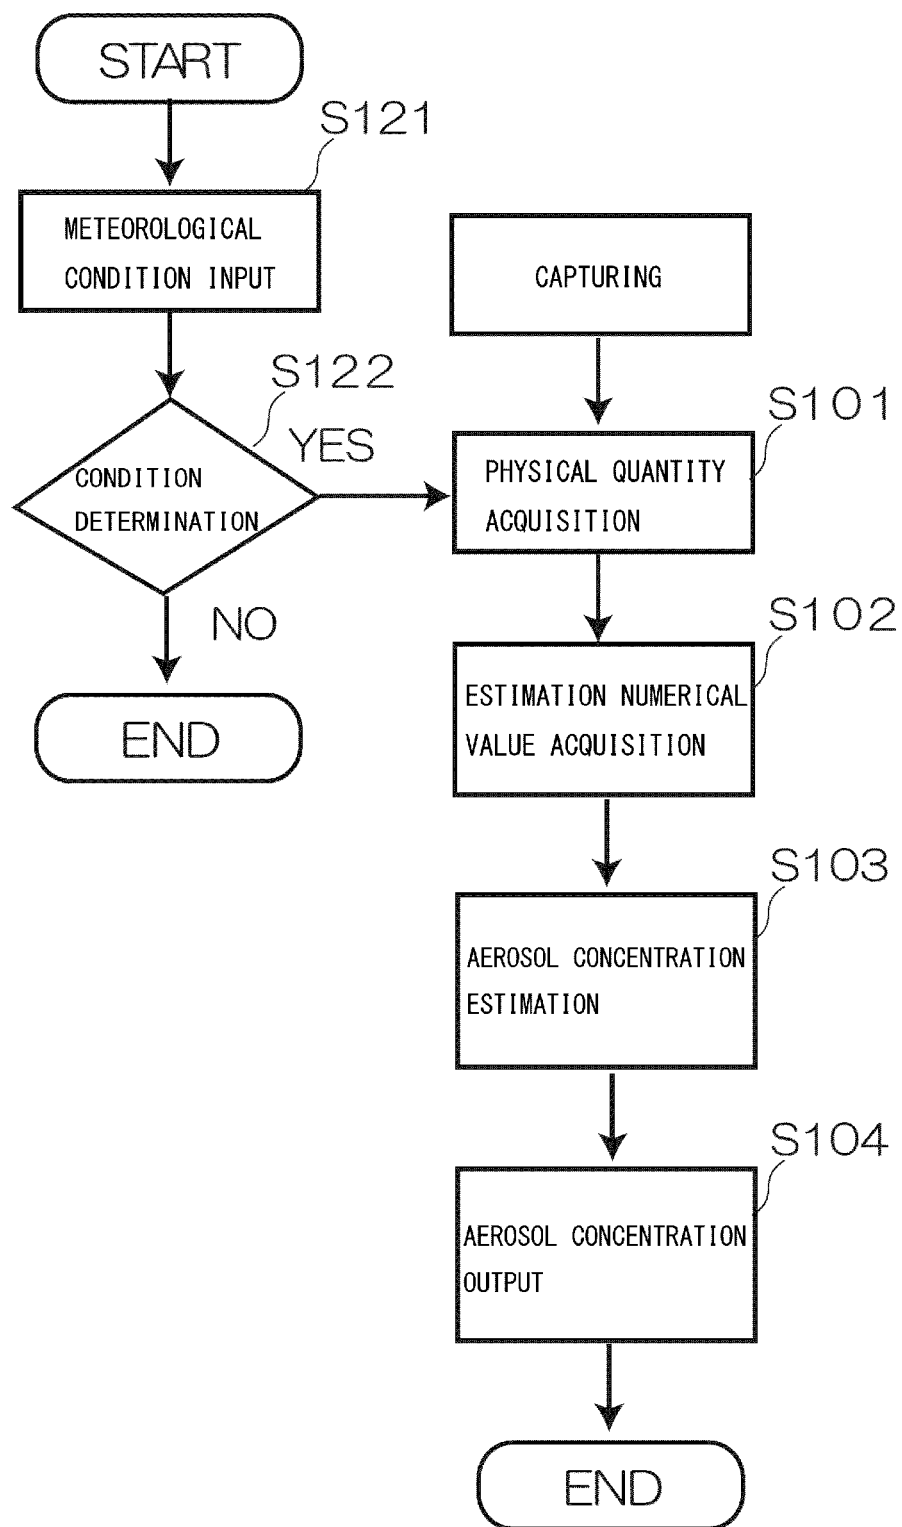 START
S121
METEOROLOGICAL
CONDITION INPUT
S122
CONDITION
DETERMINATION
YES
NO
END
CAPTURING
S101
PHYSICAL QUANTITY
ACQUISITION
S102
ESTIMATION NUMERICAL
VALUE ACQUISITION
S103
AEROSOL CONCENTRATION
ESTIMATION
S104
AEROSOL CONCENTRATION
OUTPUT
END